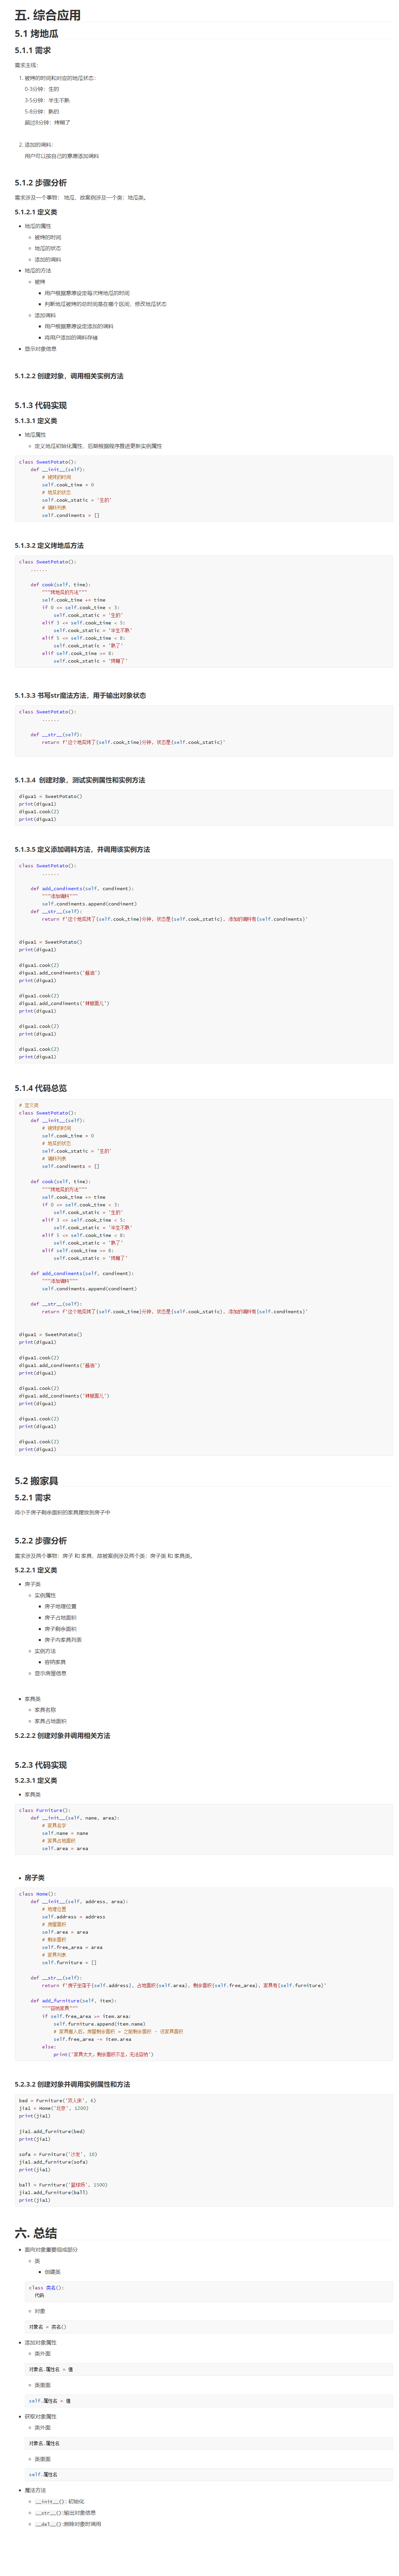 五. 综合应用
5.1 烤地瓜
5.1.1 需求
需求主线：
1. 被烤的时间和对应的地瓜状态：
0-3分钟：生的
3-5分钟：半生不熟
5-8分钟：熟的
超过8分钟：烤糊了
2. 添加的调料：
用户可以按自己的意愿添加调料
5.1.2 步骤分析
需求涉及一个事物： 地瓜，故案例涉及一个类：地瓜类。
5.1.2.1 定义类
地瓜的属性
被烤的时间
地瓜的状态
添加的调料
地瓜的方法
被烤
用户根据意愿设定每次烤地瓜的时间
判断地瓜被烤的总时间是在哪个区间，修改地瓜状态
添加调料
用户根据意愿设定添加的调料
将用户添加的调料存储
显示对象信息
5.1.2.2 创建对象，调用相关实例方法
5.1.3 代码实现
5.1.3.1 定义类
地瓜属性
定义地瓜初始化属性，后期根据程序推进更新实例属性
class SweetPotato():
def __init__(self):
# 被烤的时间
self.cook_time = 0
# 地瓜的状态
self.cook_static = '生的'
# 调料列表
self.condiments = []
5.1.3.2 定义烤地瓜方法
class SweetPotato():
......
def cook(self, time):
"""烤地瓜的方法"""
self.cook_time += time
if 0 <= self.cook_time < 3:
self.cook_static = '生的'
elif 3 <= self.cook_time < 5:
self.cook_static = '半生不熟'
elif 5 <= self.cook_time < 8:
self.cook_static = '熟了'
elif self.cook_time >= 8:
self.cook_static = '烤糊了'
5.1.3.3 书写str魔法方法，用于输出对象状态
class SweetPotato():
......
def __str__(self):
return f'这个地瓜烤了{self.cook_time}分钟, 状态是{self.cook_static}'
5.1.3.4 创建对象，测试实例属性和实例方法
digua1 = SweetPotato()
print(digua1)
digua1.cook(2)
print(digua1)
5.1.3.5 定义添加调料方法，并调用该实例方法
class SweetPotato():
......
def add_condiments(self, condiment):
"""添加调料"""
self.condiments.append(condiment)
def __str__(self):
return f'这个地瓜烤了{self.cook_time}分钟, 状态是{self.cook_static}, 添加的调料有{self.condiments}'
digua1 = SweetPotato()
print(digua1)
digua1.cook(2)
digua1.add_condiments('酱油')
print(digua1)
digua1.cook(2)
digua1.add_condiments('辣椒面儿')
print(digua1)
digua1.cook(2)
print(digua1)
digua1.cook(2)
print(digua1)
5.1.4 代码总览
# 定义类
class SweetPotato():
def __init__(self):
# 被烤的时间
self.cook_time = 0
# 地瓜的状态
self.cook_static = '生的'
# 调料列表
self.condiments = []
def cook(self, time):
"""烤地瓜的方法"""
self.cook_time += time
if 0 <= self.cook_time < 3:
self.cook_static = '生的'
elif 3 <= self.cook_time < 5:
self.cook_static = '半生不熟'
elif 5 <= self.cook_time < 8:
self.cook_static = '熟了'
elif self.cook_time >= 8:
self.cook_static = '烤糊了'
def add_condiments(self, condiment):
"""添加调料"""
self.condiments.append(condiment)
def __str__(self):
return f'这个地瓜烤了{self.cook_time}分钟, 状态是{self.cook_static}, 添加的调料有{self.condiments}'
digua1 = SweetPotato()
print(digua1)
digua1.cook(2)
digua1.add_condiments('酱油')
print(digua1)
digua1.cook(2)
digua1.add_condiments('辣椒面儿')
print(digua1)
digua1.cook(2)
print(digua1)
digua1.cook(2)
print(digua1)
5.2 搬家具
5.2.1 需求
将小于房子剩余面积的家具摆放到房子中
5.2.2 步骤分析
需求涉及两个事物：房子 和 家具，故被案例涉及两个类：房子类 和 家具类。
5.2.2.1 定义类
房子类
实例属性
房子地理位置
房子占地面积
房子剩余面积
房子内家具列表
实例方法
容纳家具
显示房屋信息
家具类
家具名称
家具占地面积
5.2.2.2 创建对象并调用相关方法
5.2.3 代码实现
5.2.3.1 定义类
家具类
class Furniture():
def __init__(self, name, area):
# 家具名字
self.name = name
# 家具占地面积
self.area = area
房子类
class Home():
def __init__(self, address, area):
# 地理位置
self.address = address
# 房屋面积
self.area = area
# 剩余面积
self.free_area = area
# 家具列表
self.furniture = []
def __str__(self):
return f'房子坐落于{self.address}, 占地面积{self.area}, 剩余面积{self.free_area}, 家具有{self.furniture}'
def add_furniture(self, item):
"""容纳家具"""
if self.free_area >= item.area:
self.furniture.append(item.name)
# 家具搬入后，房屋剩余面积 = 之前剩余面积 - 该家具面积
self.free_area -= item.area
else:
print('家具太大，剩余面积不足，无法容纳')
5.2.3.2 创建对象并调用实例属性和方法
bed = Furniture('双人床', 6)
jia1 = Home('北京', 1200)
print(jia1)
jia1.add_furniture(bed)
print(jia1)
sofa = Furniture('沙发', 10)
jia1.add_furniture(sofa)
print(jia1)
ball = Furniture('篮球场', 1500)
jia1.add_furniture(ball)
print(jia1)
六. 总结
面向对象重要组成部分
类
创建类
class 类名():
代码
对象
对象名 = 类名()
添加对象属性
类外面
对象名.属性名 = 值
类里面
self.属性名 = 值
获取对象属性
类外面
对象名.属性名
类里面
self.属性名
魔法方法
__init__(): 初始化
__str__():输出对象信息
__del__():删除对象时调用